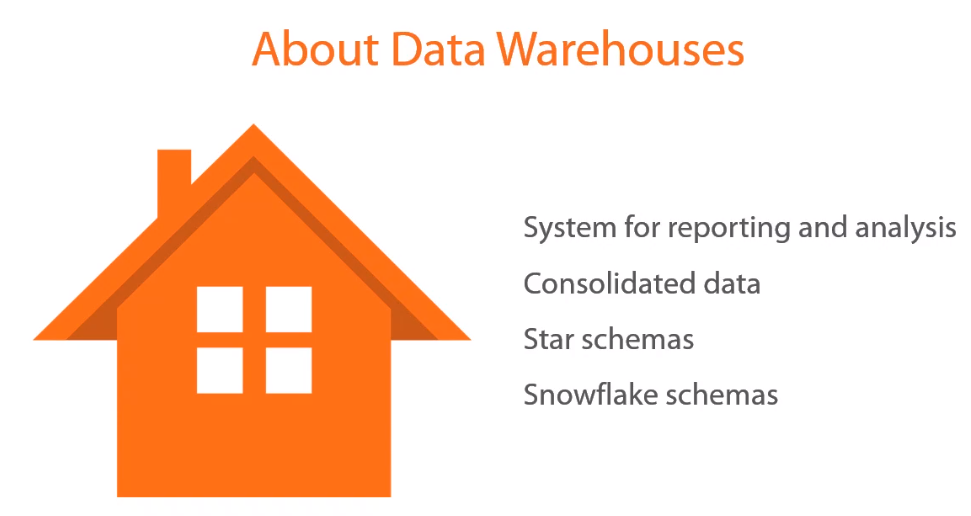 About Data Warehouses
System for reporting and analysis
Consolidated data
Star schemas
Snowflake schemas